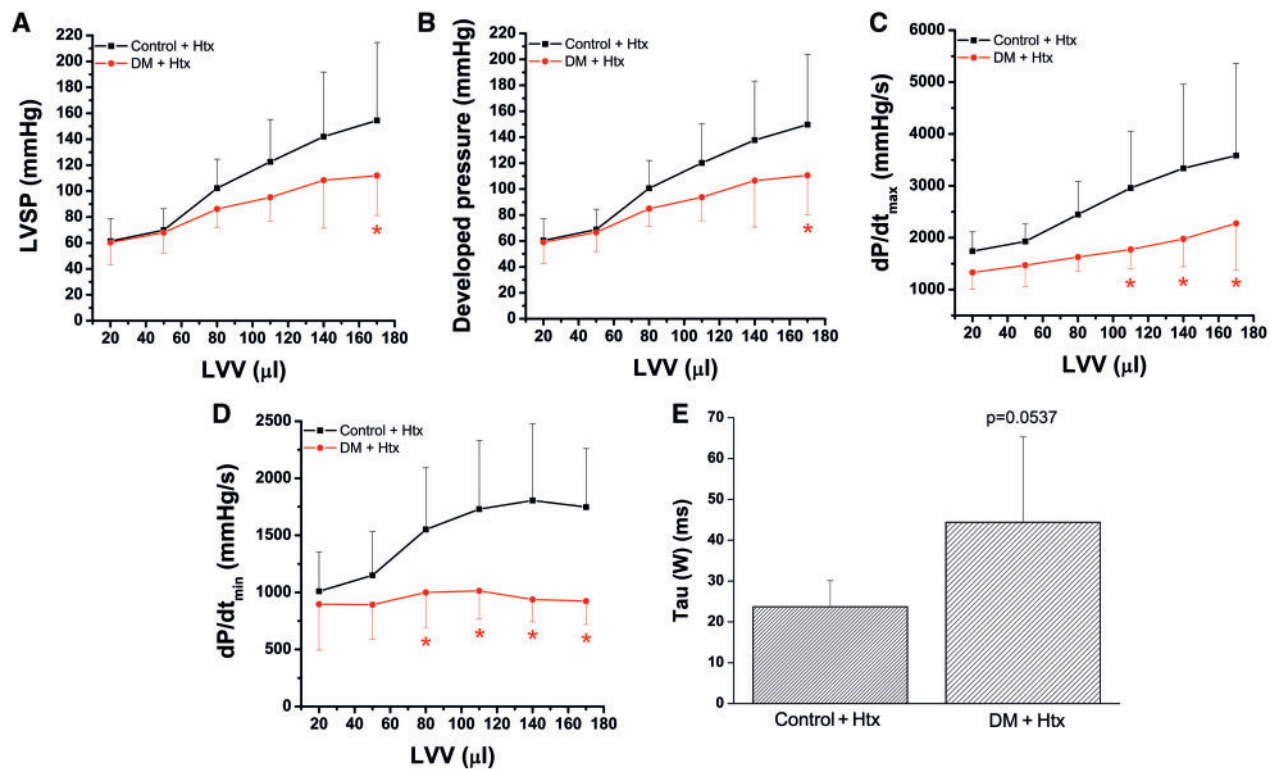 A
Control + Htx
DM + Htx
LVSP (mmHg)
220
200
180
160
140
120
100
80
60
40
20
0
*
20 40 60 80 100 120 140 160 180
LVV (µl)
B
Control + Htx
DM + Htx
Developed pressure (mmHg)
220
200
180
160
140
120
100
80
60
40
20
0
*
20 40 60 80 100 120 140 160 180
LVV (µl)
C
Control + Htx
DM + Htx
dP/dtmax (mmHg/s)
6000
5000
4000
3000
2000
1000
* * *
20 40 60 80 100 120 140 160 180
LVV (µl)
D
Control + Htx
DM + Htx
dP/dtmin (mmHg/s)
2500
2000
1750
1500
1250
1000
500
0
* * * *
20 40 60 80 100 120 140 160 180
LVV (µl)
E
p=0.0537
Tau (W) (ms)
70
60
50
40
30
20
10
0
Control + Htx DM + Htx